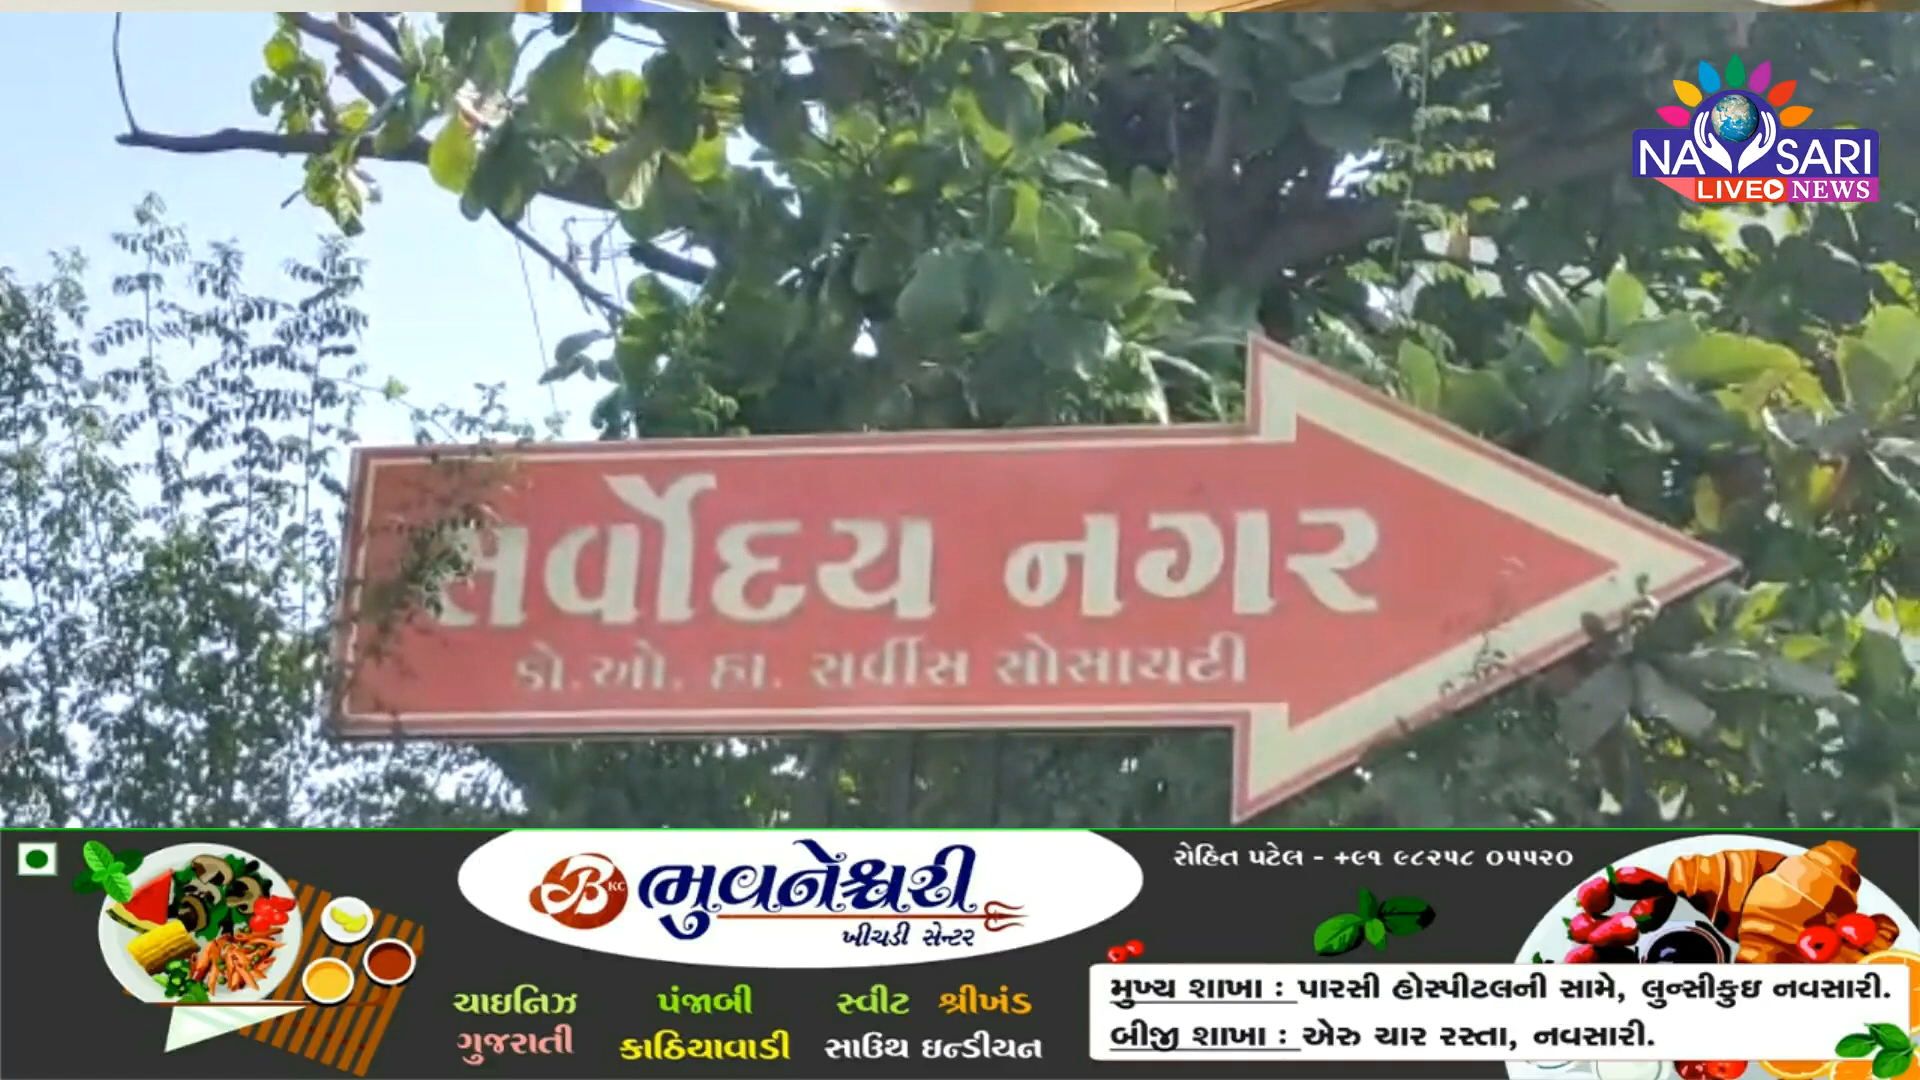 NAVSARI
LIVE NEWS
સર્વોદય નગર
કો.ઓ. હા. સર્વીસ સોસાયટી
BKC
ભુવનેશ્વરી
ખીચડી સેન્ટર
રોહિત પટેલ - +૯૧ ૯૮૨૫૮ ૦૫૫૨૦
ચાઇનિઝ પંજાબી સ્વીટ શ્રીખંડ
ગુજરાતી કાઠિયાવાડી સાઉથ ઇન્ડીયન
મુખ્ય શાખા : પારસી હોસ્પીટલની સામે, લુન્સીકુઇ નવસારી.
બીજી શાખા : એરુ ચાર રસ્તા, નવસારી.